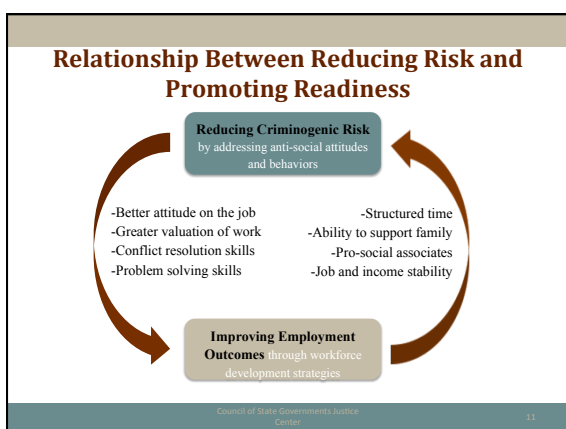 Relationship Between Reducing Risk and
Promoting Readiness
Reducing Criminogenic Risk
by addressing anti-social attitudes
and behaviors
-Better attitude on the job
-Greater valuation of work
-Conflict resolution skills
-Problem solving skills
-Structured time
-Ability to support family
-Pro-social associates
-Job and income stability
Improving Employment
Outcomes through workforce
development strategies
Council of State Governments Justice
Center
11